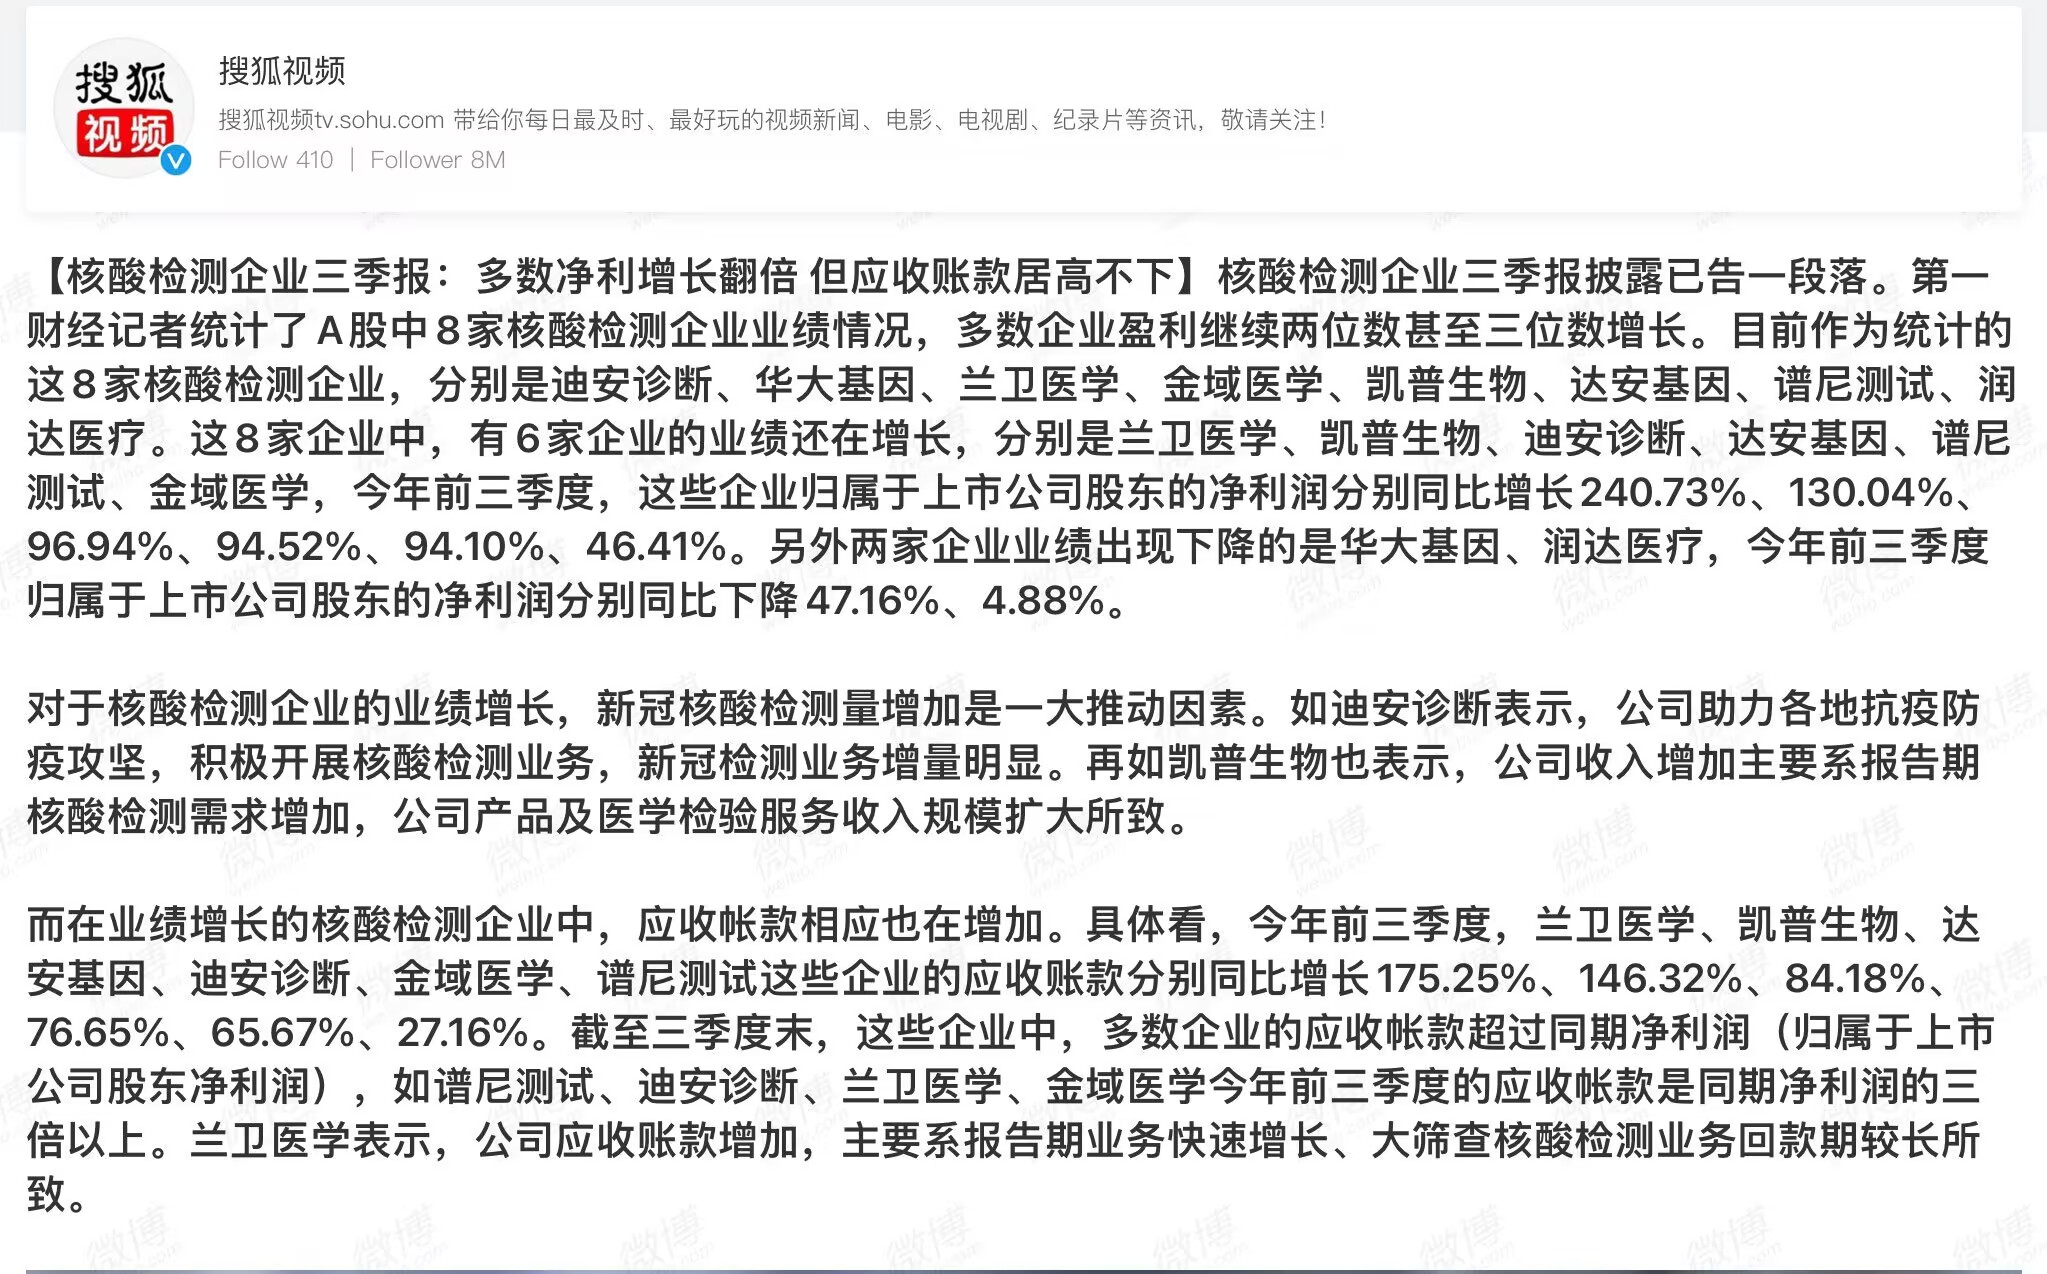 搜狐
视频
搜狐视频
搜狐视频tv.sohu.com 带给你每日最及时、最好玩的视频新闻、电影、电视剧、纪录片等资讯，敬请关注！
Follow 410 | Follower 8M
【核酸检测企业三季报：多数净利增长翻倍 但应收账款居高不下】核酸检测企业三季报披露已告一段落。第一
财经记者统计了A股中8家核酸检测企业业绩情况，多数企业盈利继续两位数甚至三位数增长。目前作为统计的
这8家核酸检测企业，分别是迪安诊断、华大基因、兰卫医学、金域医学、凯普生物、达安基因、谱尼测试、润
达医疗。这8家企业中，有6家企业的业绩还在增长，分别是兰卫医学、凯普生物、迪安诊断、达安基因、谱尼
测试、金域医学，今年前三季度，这些企业归属于上市公司股东的净利润分别同比增长240.73%、130.04%、
96.94%、94.52%、94.10%、46.41%。另外两家企业业绩出现下降的是华大基因、润达医疗，今年前三季度
归属于上市公司股东的净利润分别同比下降47.16%、4.88%。
对于核酸检测企业的业绩增长，新冠核酸检测量增加是一大推动因素。如迪安诊断表示，公司助力各地抗疫防
疫攻坚，积极开展核酸检测业务，新冠检测业务增量明显。再如凯普生物也表示，公司收入增加主要系报告期
核酸检测需求增加，公司产品及医学检验服务收入规模扩大所致。
而在业绩增长的核酸检测企业中，应收帐款相应也在增加。具体看，今年前三季度，兰卫医学、凯普生物、达
安基因、迪安诊断、金域医学、谱尼测试这些企业的应收账款分别同比增长175.25%、146.32%、84.18%、
76.65%、65.67%、27.16%。截至三季度末，这些企业中，多数企业的应收帐款超过同期净利润（归属于上市
公司股东净利润），如谱尼测试、迪安诊断、兰卫医学、金域医学今年前三季度的应收帐款是同期净利润的三
倍以上。兰卫医学表示，公司应收账款增加，主要系报告期业务快速增长、大筛查核酸检测业务回款期较长所
致。